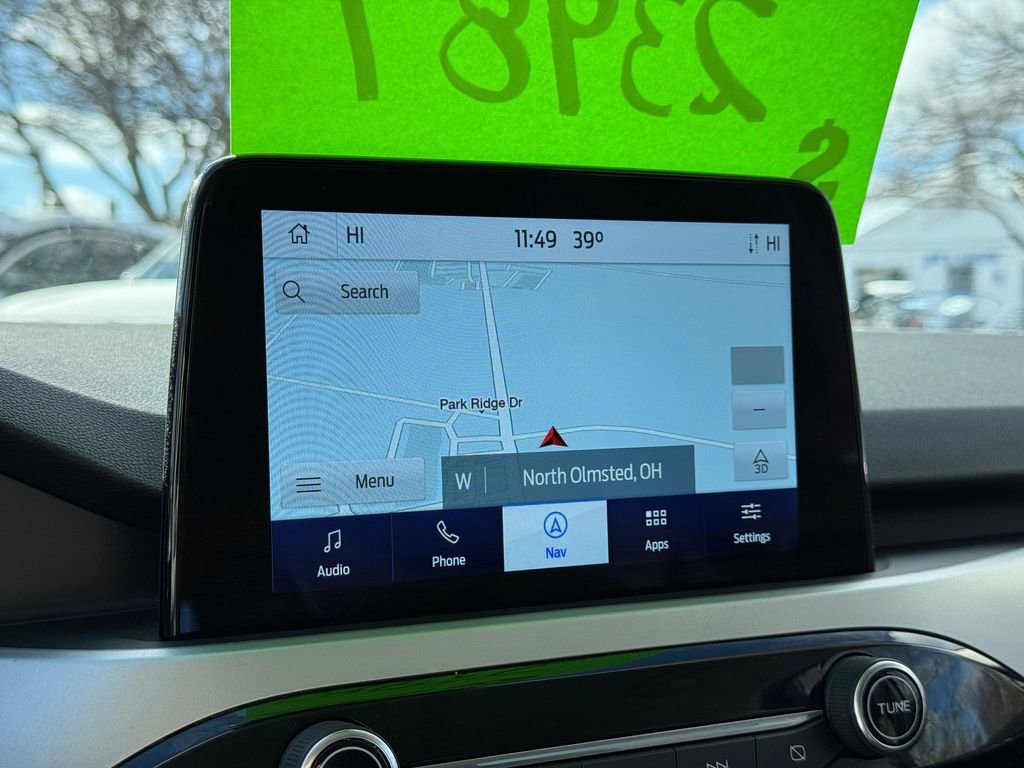 HI 11:49 39° HI
Search
Park Ridge Dr
3D
Menu
W North Olmsted, OH
Audio Phone Nav Apps Settings
TUNE